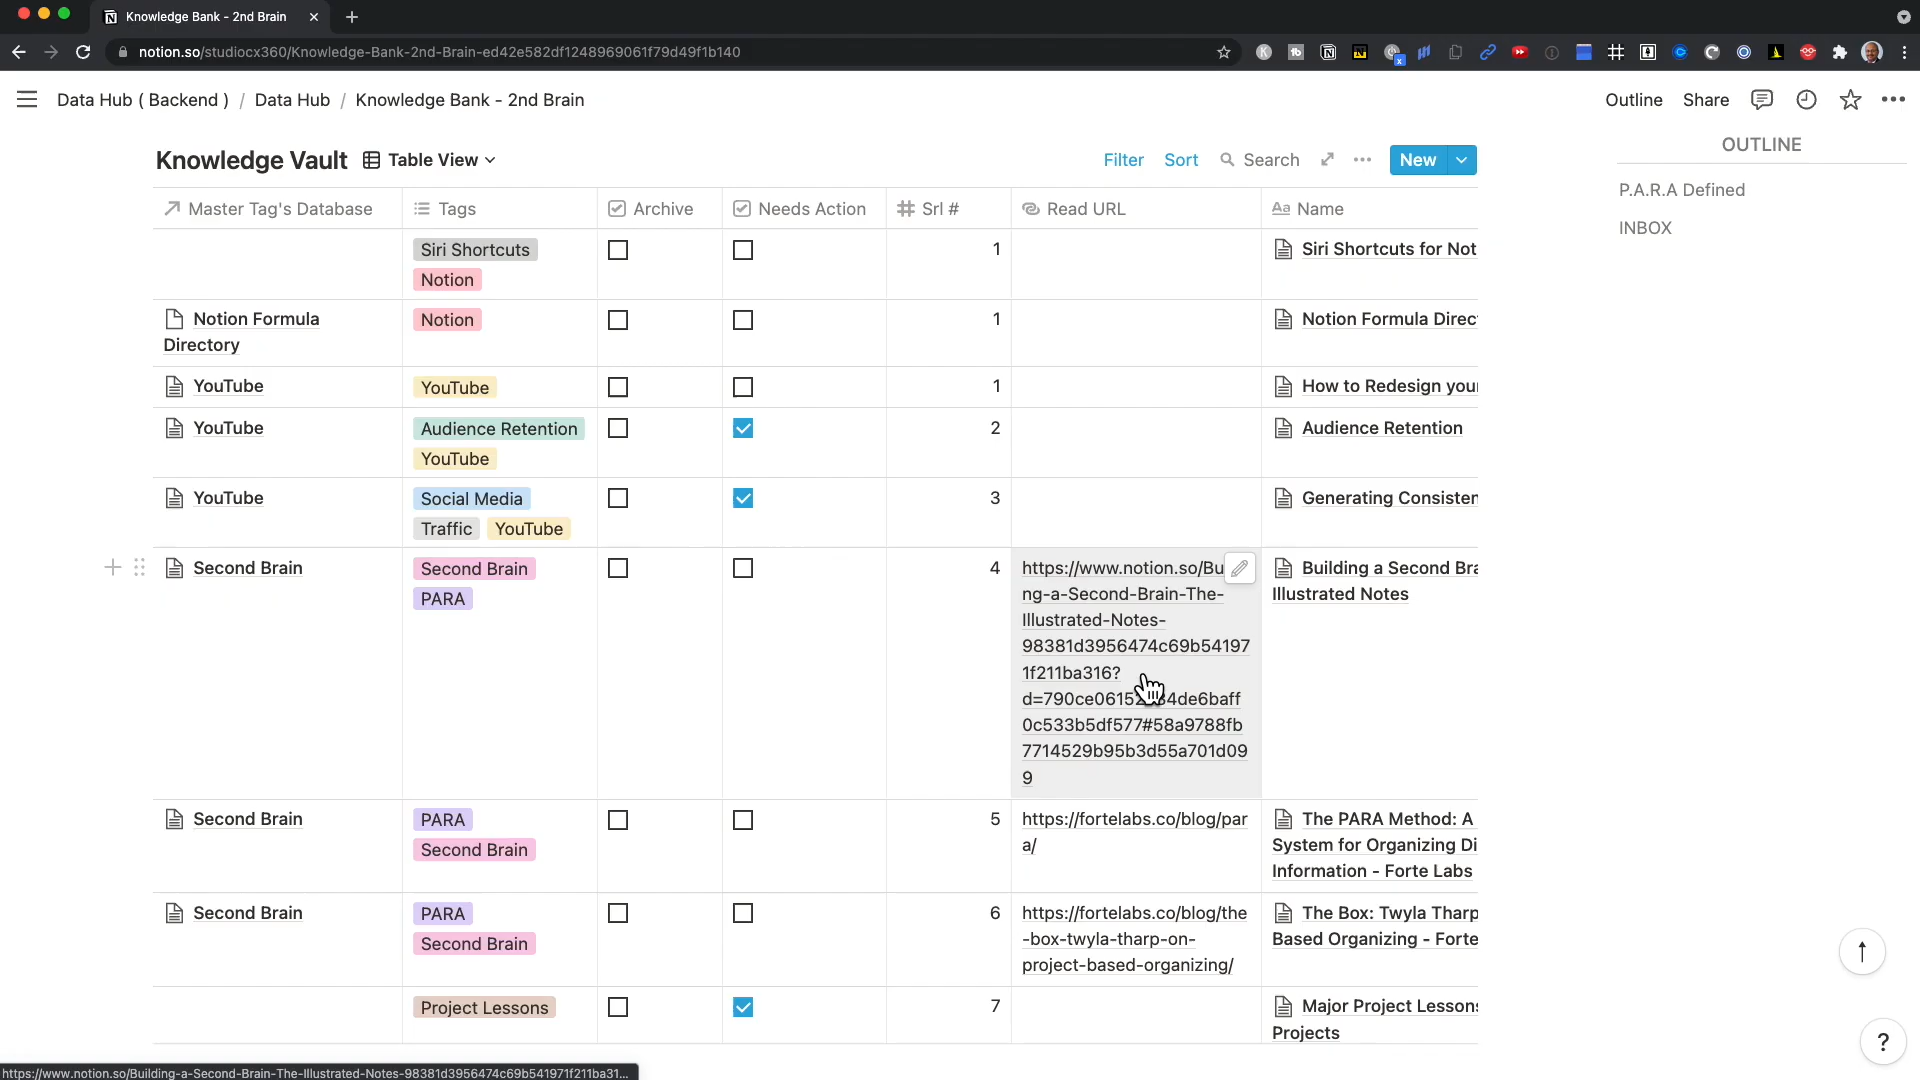 Knowledge Bank - 2nd Brain
notion.so/studiocx360/Knowledge-Bank-2nd-Brain-ed42e582df1248969061f79d49f1b140
Data Hub ( Backend ) / Data Hub / Knowledge Bank - 2nd Brain
Outline Share
Knowledge Vault Table View
Filter Sort Search New
OUTLINE
P.A.R.A Defined
INBOX
Master Tag's Database Tags Archive Needs Action Srl # Read URL Aa Name
Siri Shortcuts 1 Siri Shortcuts for Not
Notion
Notion Formula Notion 1 Notion Formula Direc
Directory
YouTube YouTube 1 How to Redesign you
YouTube Audience Retention 2 Audience Retention
YouTube
YouTube Social Media 3 Generating Consisten
Traffic YouTube
Second Brain Second Brain 4 https://www.notion.so/Bu Building a Second Bra
PARA ng-a-Second-Brain-The- Illustrated Notes
Illustrated-Notes-
98381d3956474c69b54197
1f211ba316?
d=790ce0615 4de6baff
0c533b5df577#58a9788fb
7714529b95b3d55a701d09
9
Second Brain PARA 5 https://fortelabs.co/blog/par The PARA Method: A
Second Brain a/ System for Organizing Di
Information - Forte Labs
Second Brain PARA 6 https://fortelabs.co/blog/the The Box: Twyla Tharp
Second Brain -box-twyla-tharp-on- Based Organizing - Forte
project-based-organizing/
Project Lessons 7 Major Project Lessons
Projects
?
https://www.notion.so/Building-a-Second-Brain-The-Illustrated-Notes-98381d3956474c69b541971f211ba31...